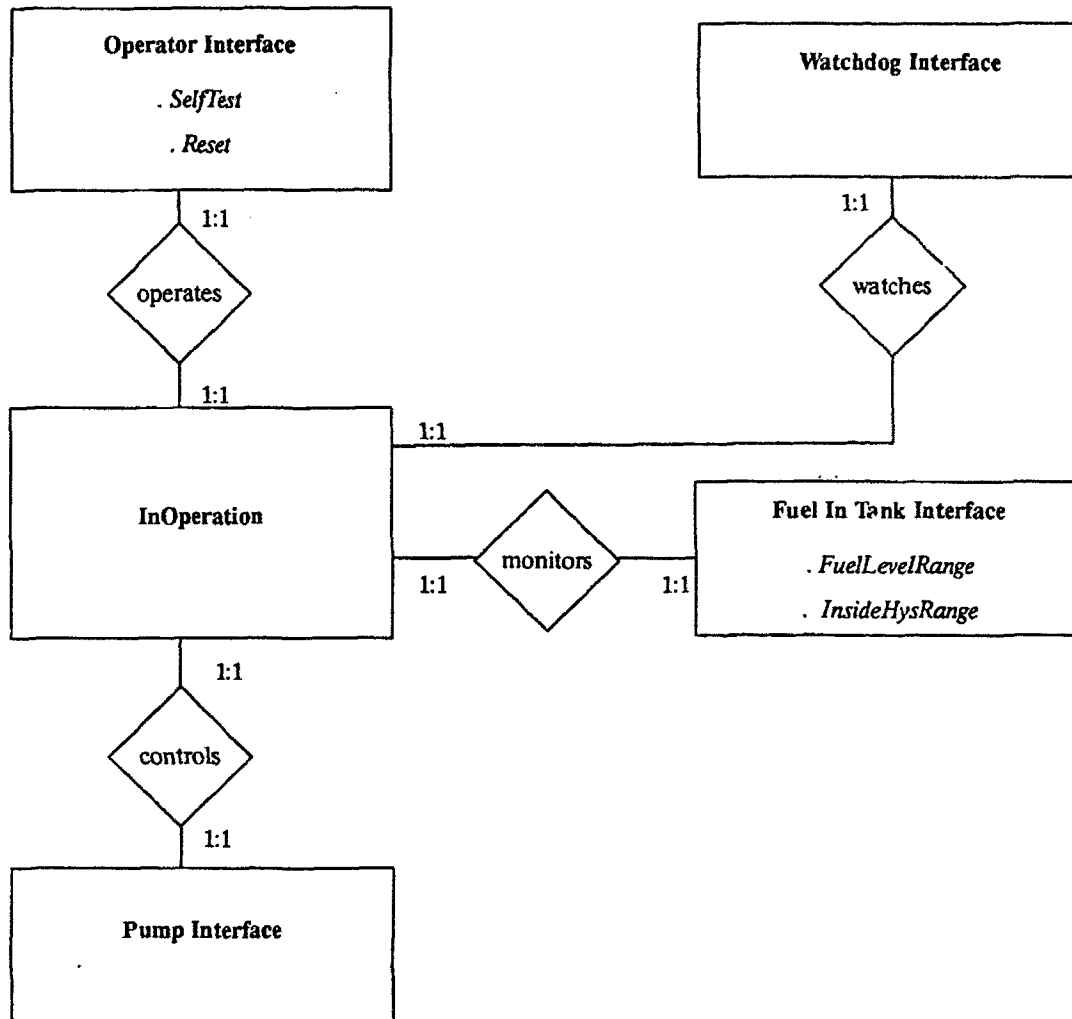 Operator Interface
. SelfTest
. Reset
Watchdog Interface
1:1
1:1
operates
watches
1:1
1:1
InOperation
Fuel In Tank Interface
. FuelLevelRange
. InsideHysRange
monitors
1:1
1:1
1:1
controls
1:1
Pump Interface